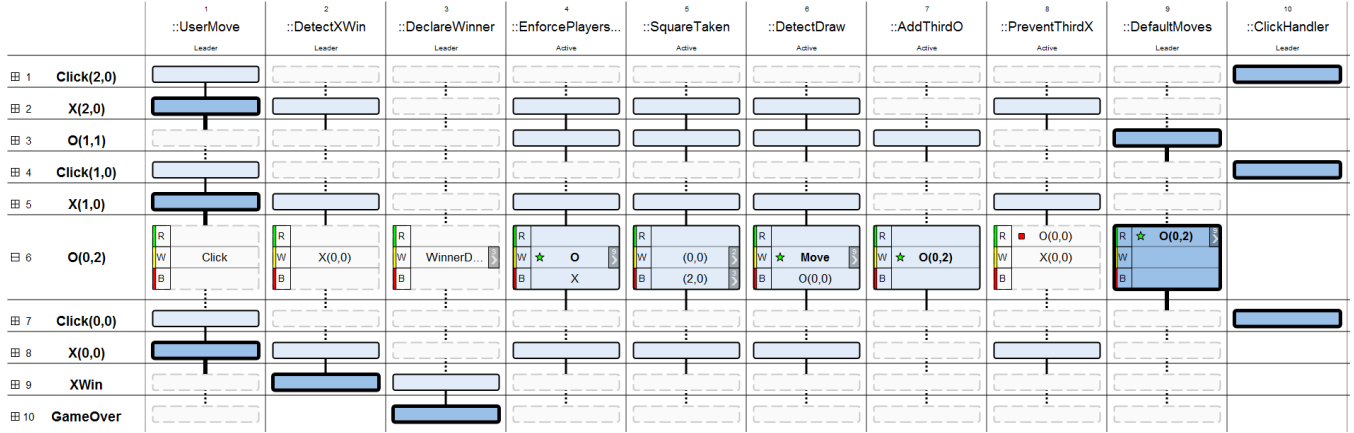 1 2 3 4 5 6 7 8 9 10
::UserMove ::DetectXWin ::DeclareWinner ::EnforcePlayers... ::SquareTaken ::DetectDraw ::AddThirdO ::PreventThirdX ::DefaultMoves ::ClickHandler
Leader Leader Leader Active Active Active Active Active Leader Leader
1 Click(2,0)
2 X(2,0)
3 O(1,1)
4 Click(1,0)
5 X(1,0)
R R R R R R R R O(0,0) R O(0,2)
6 O(0,2) W Click W X(0,0) W WinnerD... W O W (0,0) W Move W O(0,2) W X(0,0) W
B B B B X B (2,0) B O(0,0) B B B
7 Click(0,0)
8 X(0,0)
9 XWin
10 GameOver